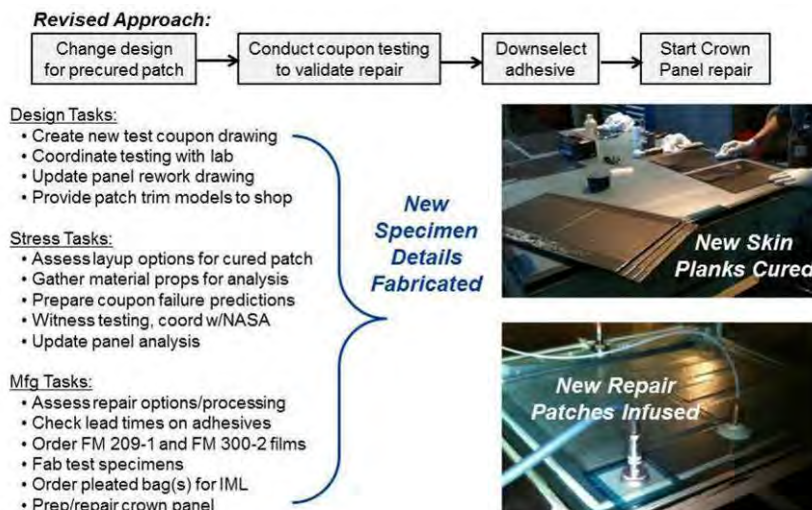 Revised Approach:
Change design
for precured patch
Conduct coupon testing
to validate repair
Downselect
adhesive
Start Crown
Panel repair
Design Tasks:
• Create new test coupon drawing
• Coordinate testing with lab
• Update panel rework drawing
• Provide patch trim models to shop
Stress Tasks:
• Assess layup options for cured patch
• Gather material props for analysis
• Prepare coupon failure predictions
• Witness testing, coord w/NASA
• Update panel analysis
Mfg Tasks:
• Assess repair options/processing
• Check lead times on adhesives
• Order FM 209-1 and FM 300-2 films
• Fab test specimens
• Order pleated bag(s) for IML
• Prep/repair crown panel
New
Specimen
Details
Fabricated
New Skin
Planks Cured
New Repair
Patches Infused